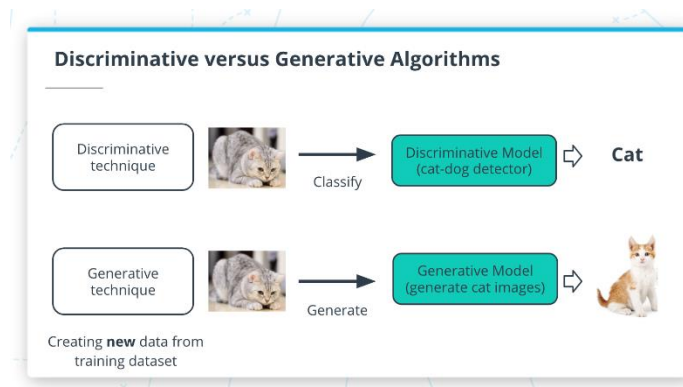 Discriminative versus Generative Algorithms
Discriminative
technique
Classify
Discriminative Model
(cat-dog detector)
Cat
Generative
technique
Generate
Generative Model
(generate cat images)
Creating new data from
training dataset